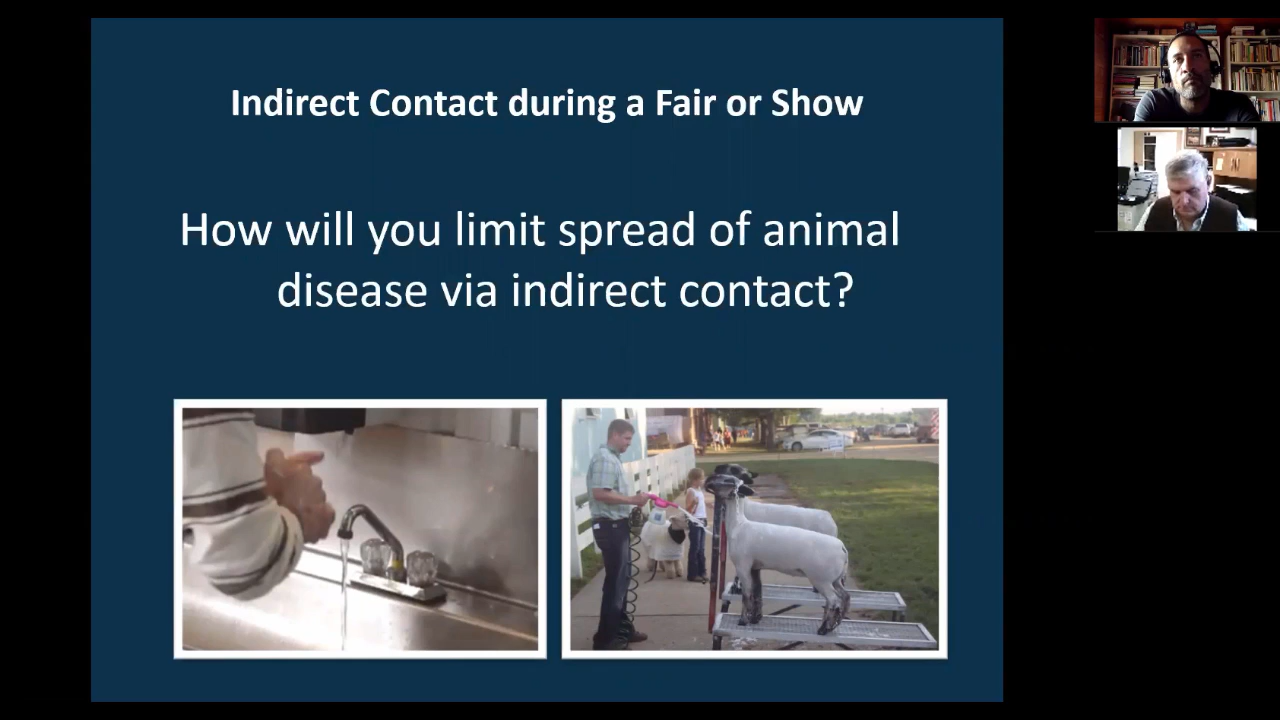 Indirect Contact during a Fair or Show
How will you limit spread of animal
disease via indirect contact?